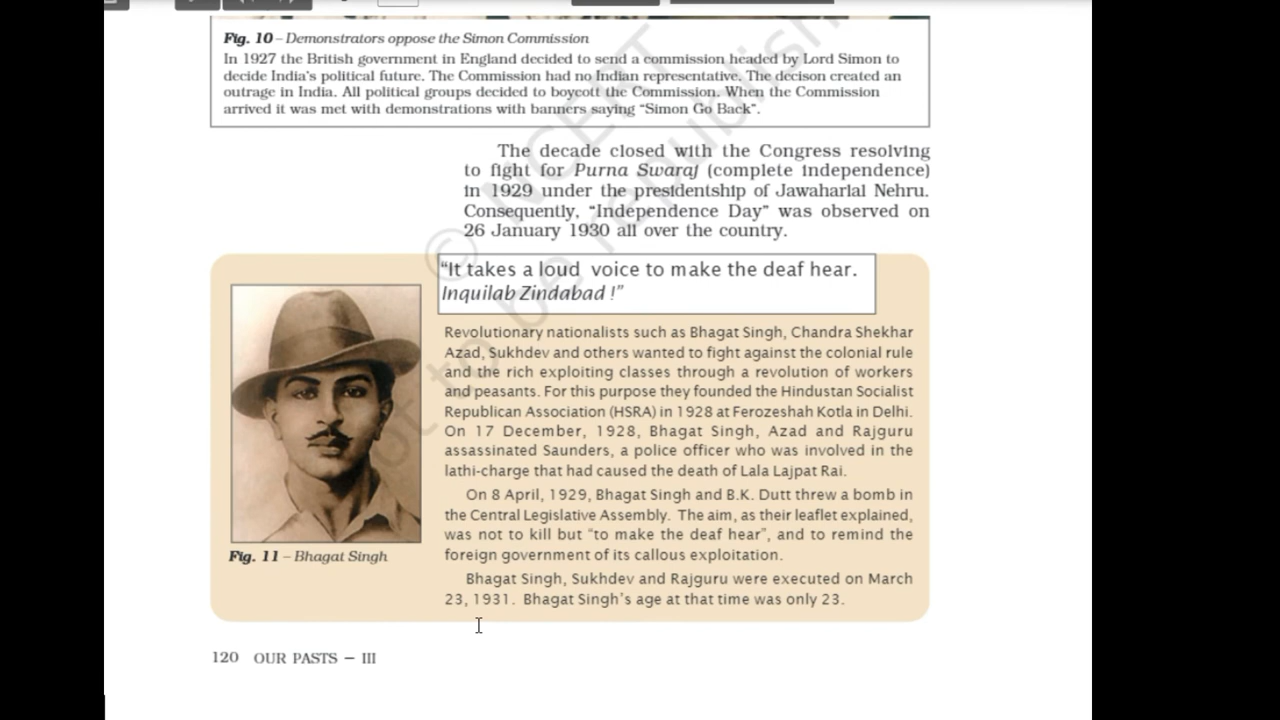 Fig. 10 – Demonstrators oppose the Simon Commission
In 1927 the British government in England decided to send a commission headed by Lord Simon to
decide India's political future. The Commission had no Indian representative. The decison created an
outrage in India. All political groups decided to boycott the Commission. When the Commission
arrived it was met with demonstrations with banners saying "Simon Go Back".
The decade closed with the Congress resolving
to fight for Purna Swaraj (complete independence)
in 1929 under the presidentship of Jawaharlal Nehru.
Consequently, "Independence Day" was observed on
26 January 1930 all over the country.
"It takes a loud voice to make the deaf hear.
Inquilab Zindabad !"
Revolutionary nationalists such as Bhagat Singh, Chandra Shekhar
Azad, Sukhdev and others wanted to fight against the colonial rule
and the rich exploiting classes through a revolution of workers
and peasants. For this purpose they founded the Hindustan Socialist
Republican Association (HSRA) in 1928 at Ferozeshah Kotla in Delhi.
On 17 December, 1928, Bhagat Singh, Azad and Rajguru
assassinated Saunders, a police officer who was involved in the
lathi-charge that had caused the death of Lala Lajpat Rai.
On 8 April, 1929, Bhagat Singh and B.K. Dutt threw a bomb in
the Central Legislative Assembly. The aim, as their leaflet explained,
was not to kill but "to make the deaf hear", and to remind the
foreign government of its callous exploitation.
Bhagat Singh, Sukhdev and Rajguru were executed on March
23, 1931. Bhagat Singh's age at that time was only 23.
Fig. 11 – Bhagat Singh
120 OUR PASTS – III
© NCERT
not to be republish